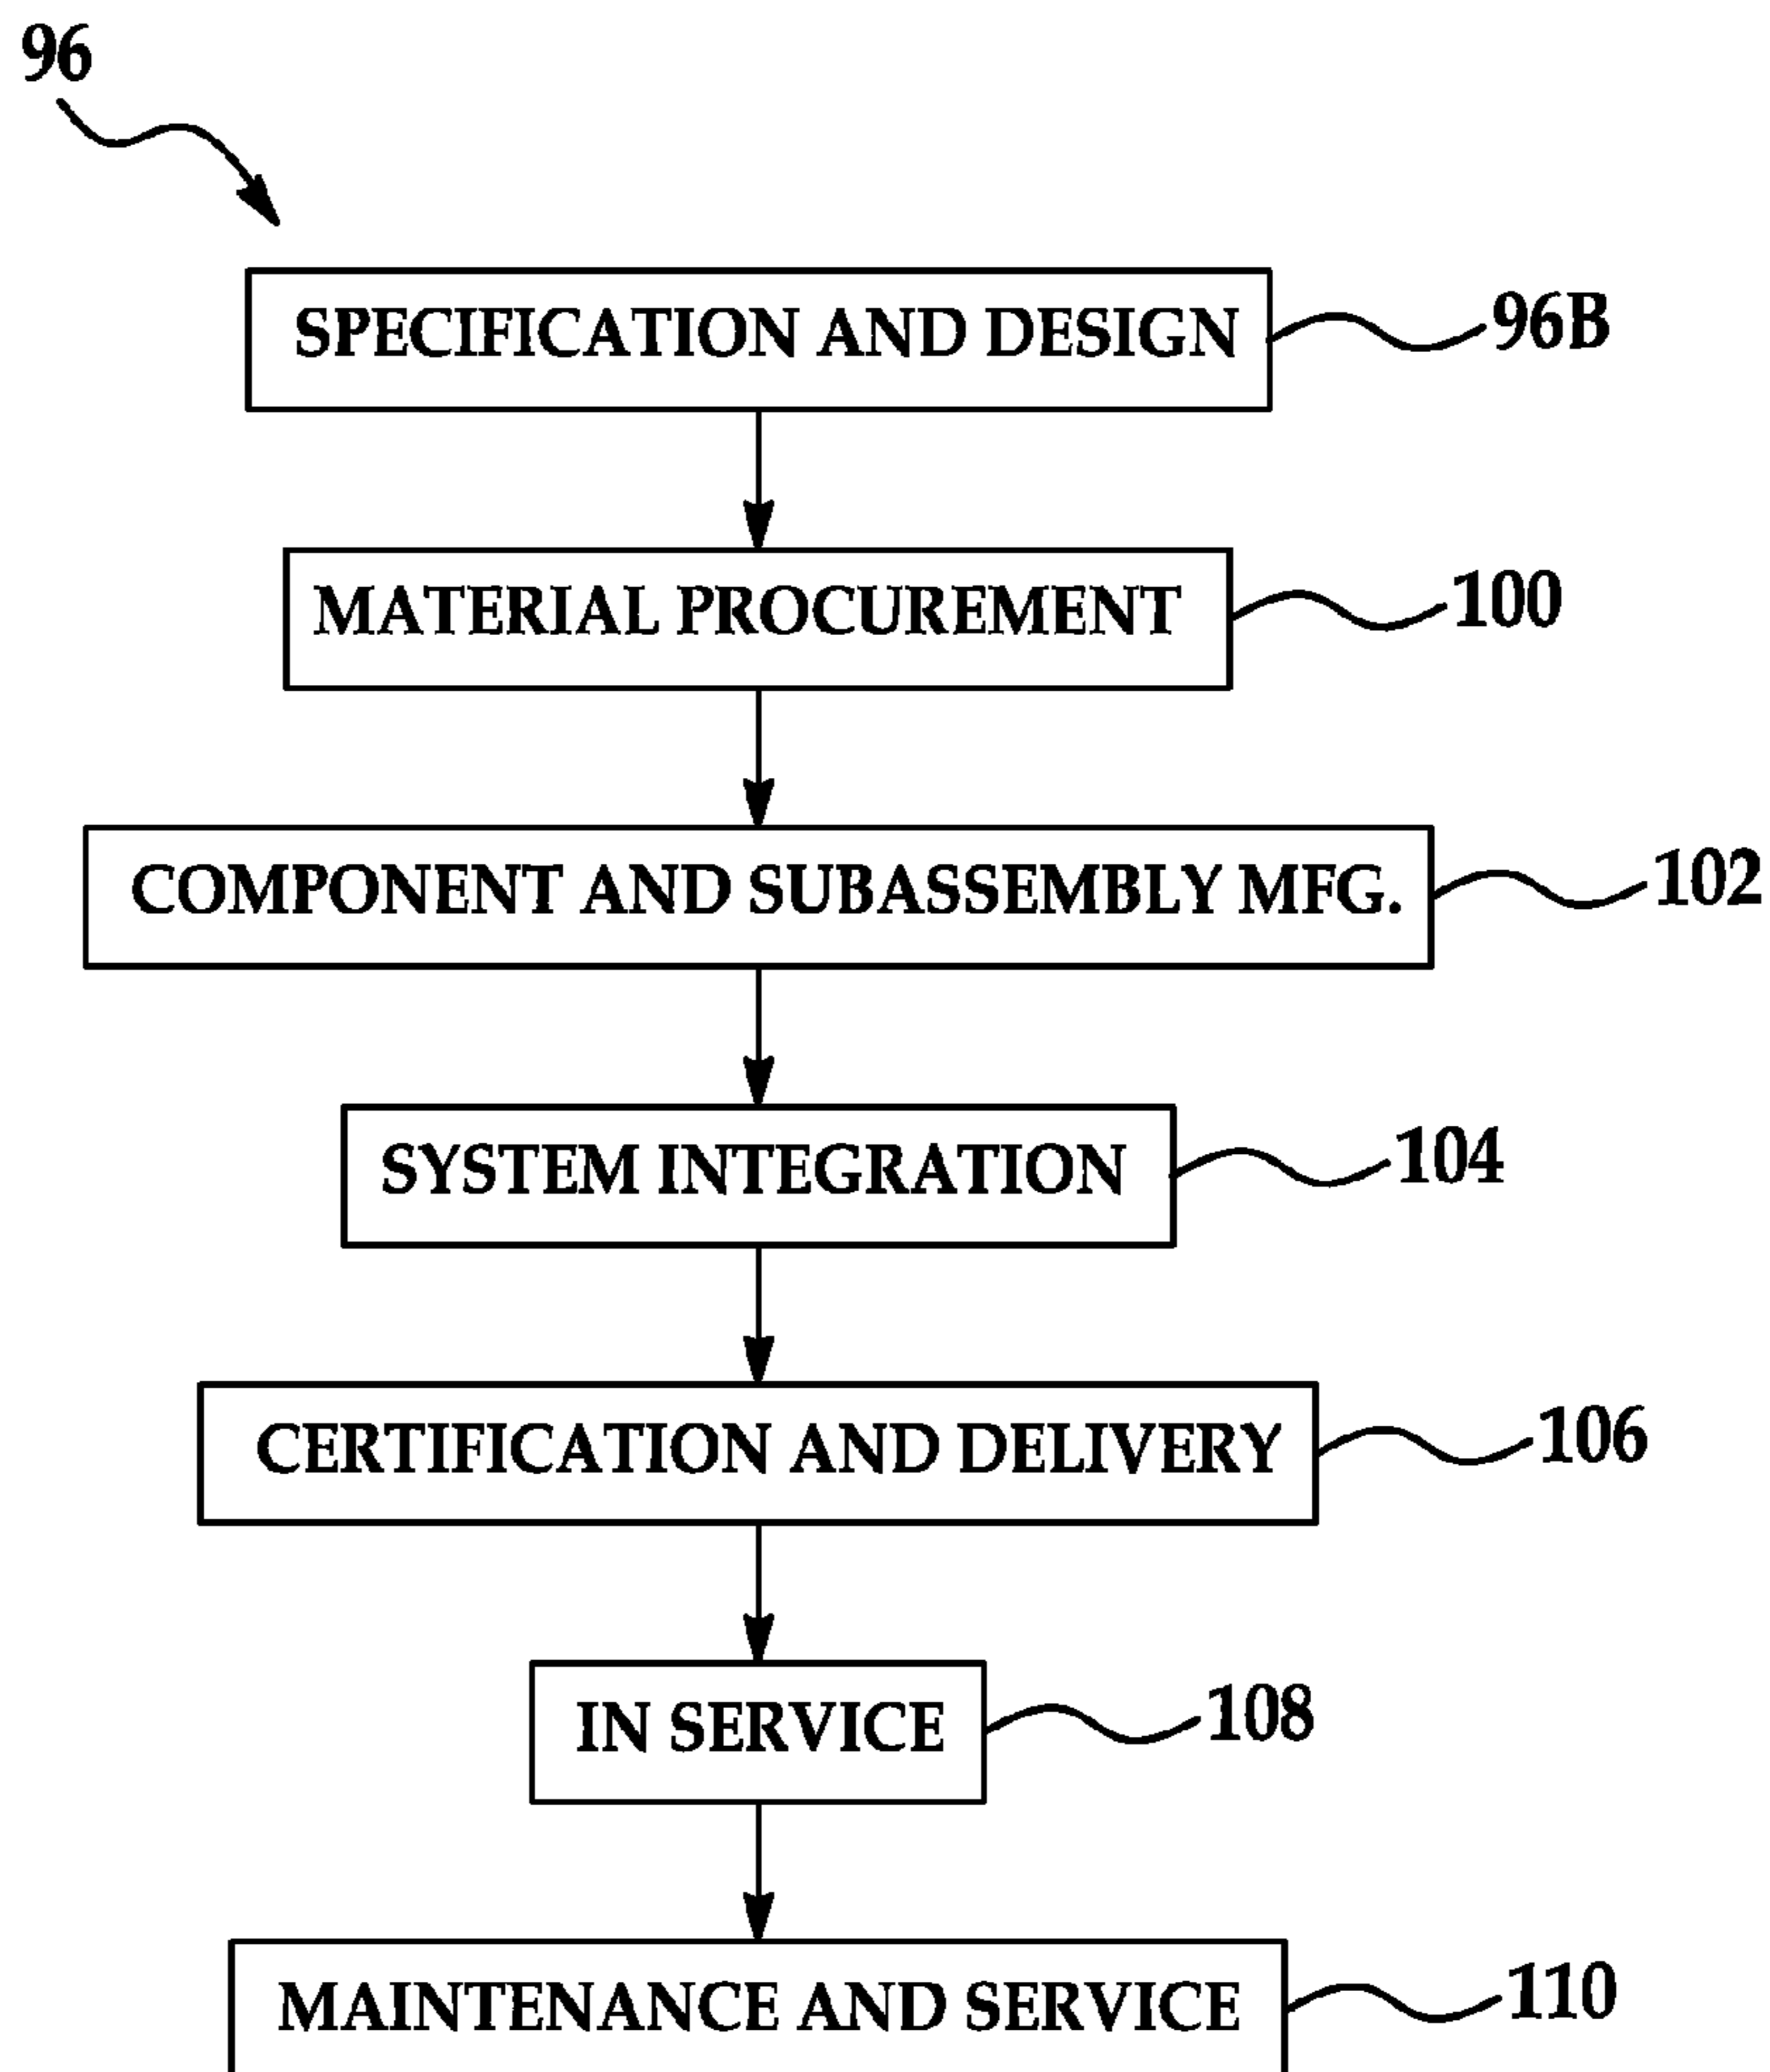 96
SPECIFICATION AND DESIGN 96B
MATERIAL PROCUREMENT 100
COMPONENT AND SUBASSEMBLY MFG. 102
SYSTEM INTEGRATION 104
CERTIFICATION AND DELIVERY 106
IN SERVICE 108
MAINTENANCE AND SERVICE 110